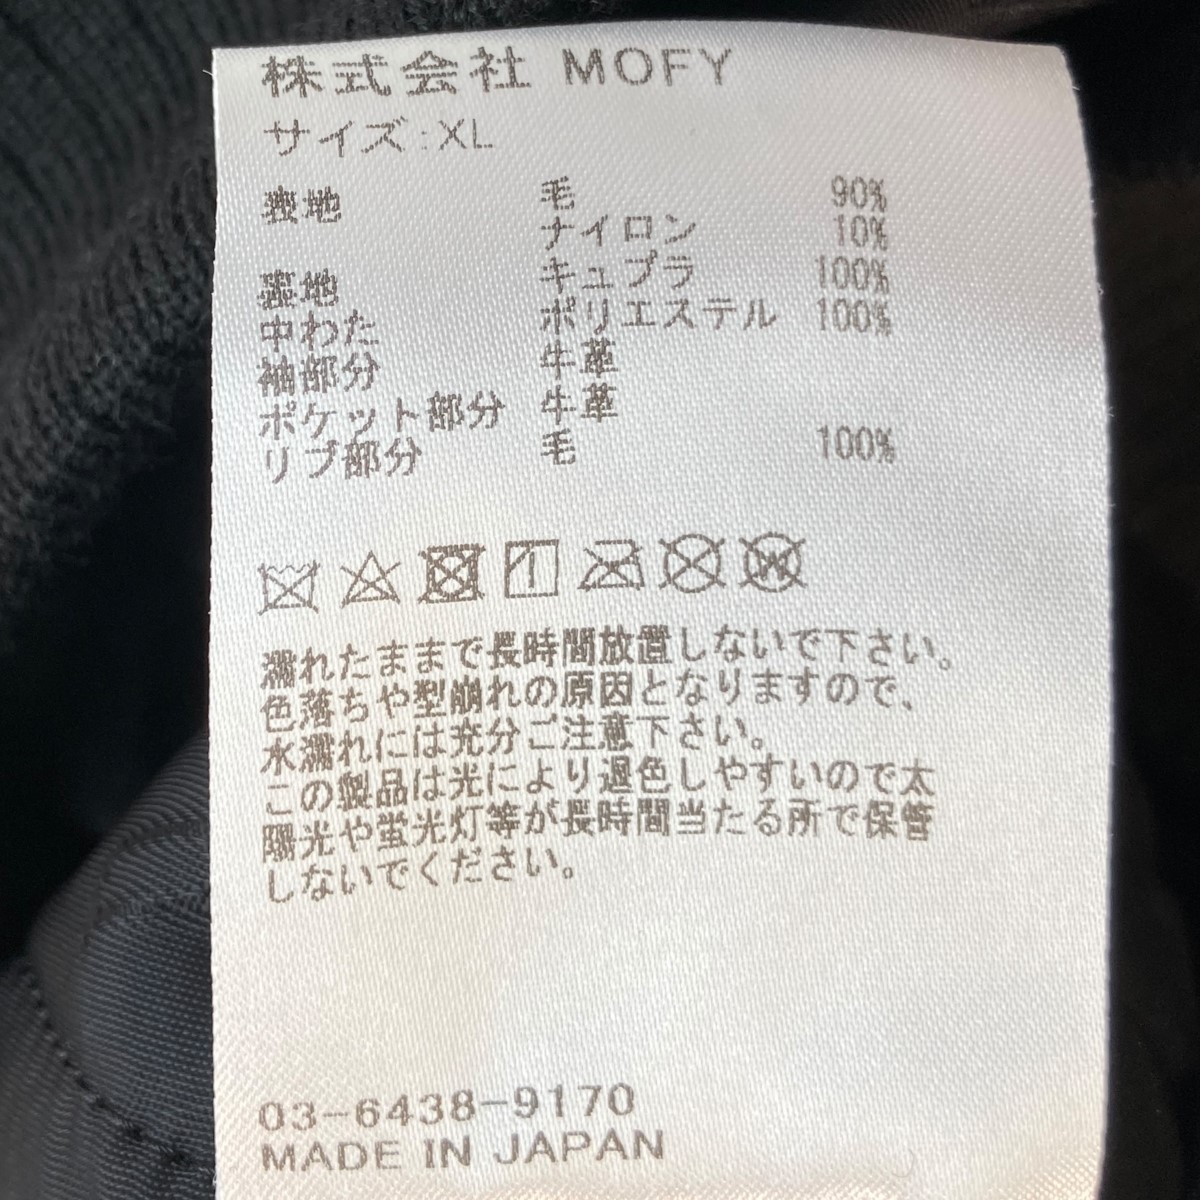 株式会社 MOFY
サイズ:XL
表地 毛 90%
ナイロン 10%
裏地 キュプラ 100%
中わた ポリエステル 100%
袖部分 牛革
ポケット部分 牛革
リブ部分 毛 100%
濡れたままで長時間放置しないで下さい。
色落ちや型崩れの原因となりますので、
水濡れには充分ご注意下さい。
この製品は光により退色しやすいので太
陽光や蛍光灯等が長時間当たる所で保管
しないでください。
03-6438-9170
MADE IN JAPAN